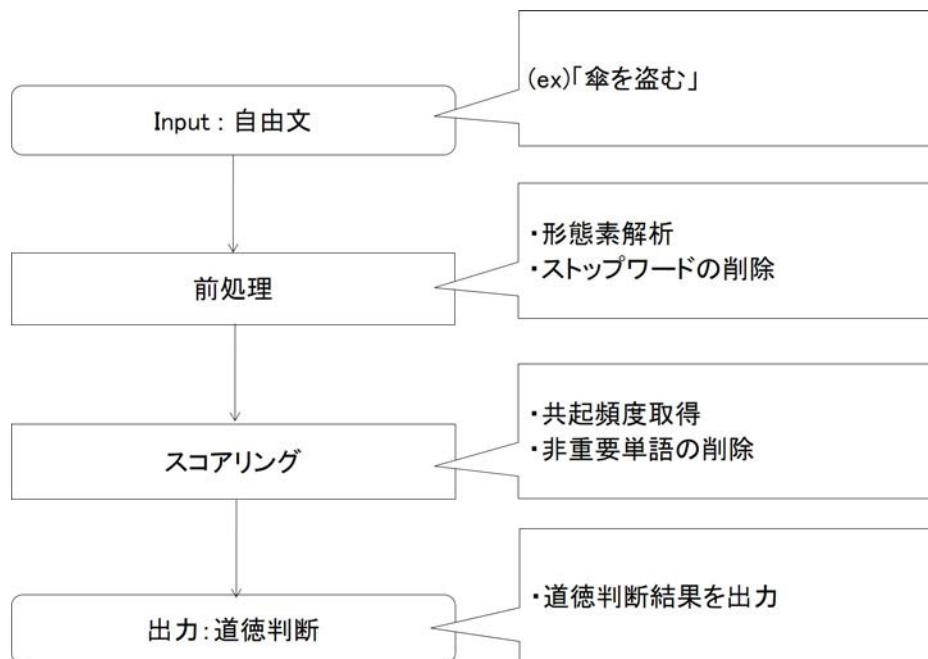 (ex)「傘を盗む」
Input : 自由文
・形態素解析
・ストップワードの削除
前処理
・共起頻度取得
・非重要単語の削除
スコアリング
・道徳判断結果を出力
出力:道徳判断